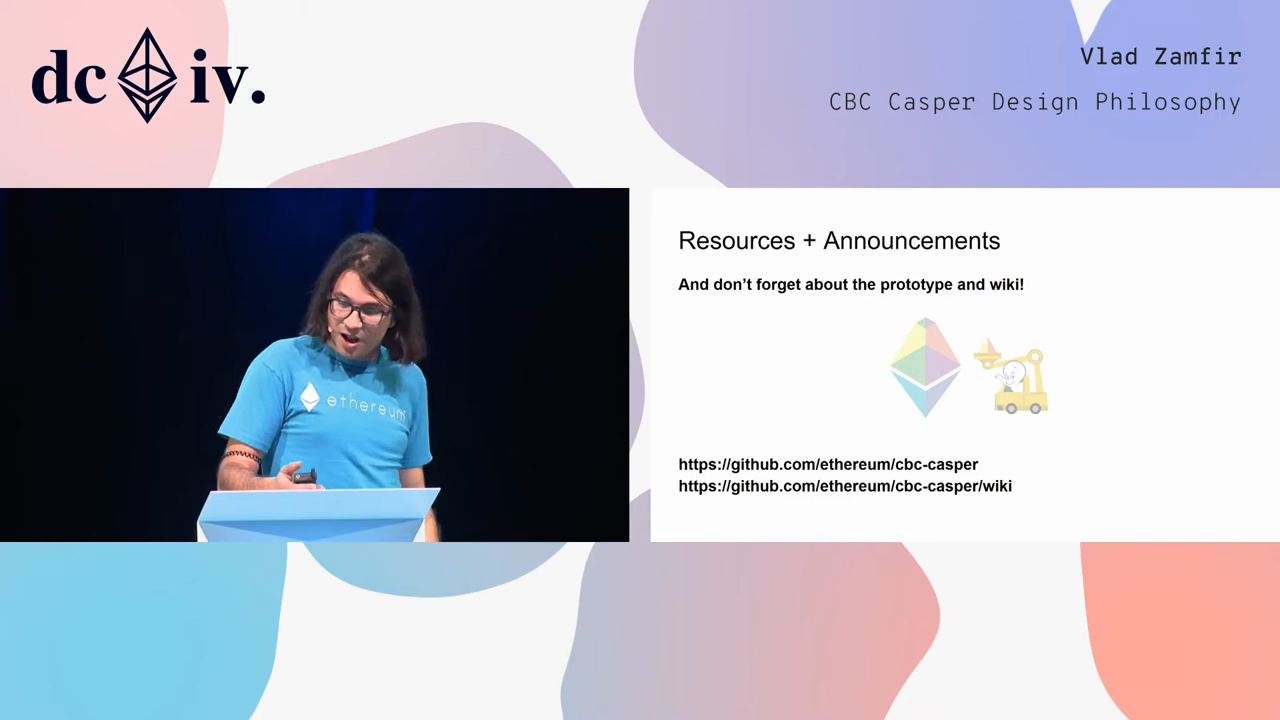 dc iv.
Vlad Zamfir
CBC Casper Design Philosophy
ethereum
Resources + Announcements
And don't forget about the prototype and wiki!
https://github.com/ethereum/cbc-casper
https://github.com/ethereum/cbc-casper/wiki